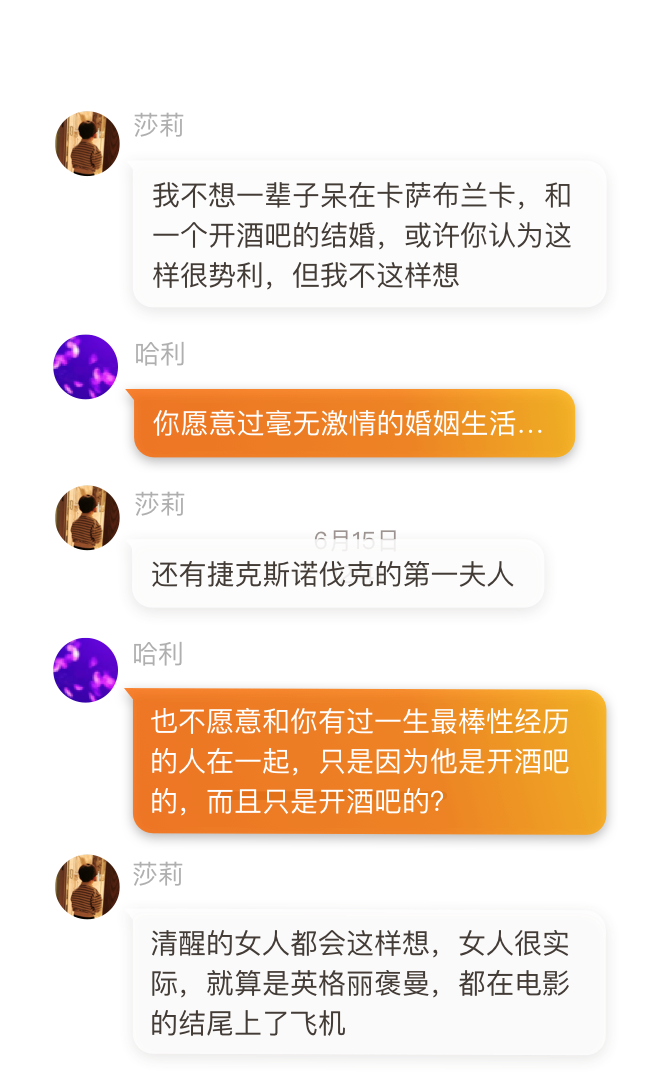 莎莉
我不想一辈子呆在卡萨布兰卡，和
一个开酒吧的结婚，或许你认为这
样很势利，但我不这样想
哈利
你愿意过毫无激情的婚姻生活…
莎莉
6月15日
还有捷克斯诺伐克的第一夫人
哈利
也不愿意和你有过一生最棒性经历
的人在一起，只是因为他是开酒吧
的，而且只是开酒吧的？
莎莉
清醒的女人都会这样想，女人很实
际，就算是英格丽褒曼，都在电影
的结尾上了飞机